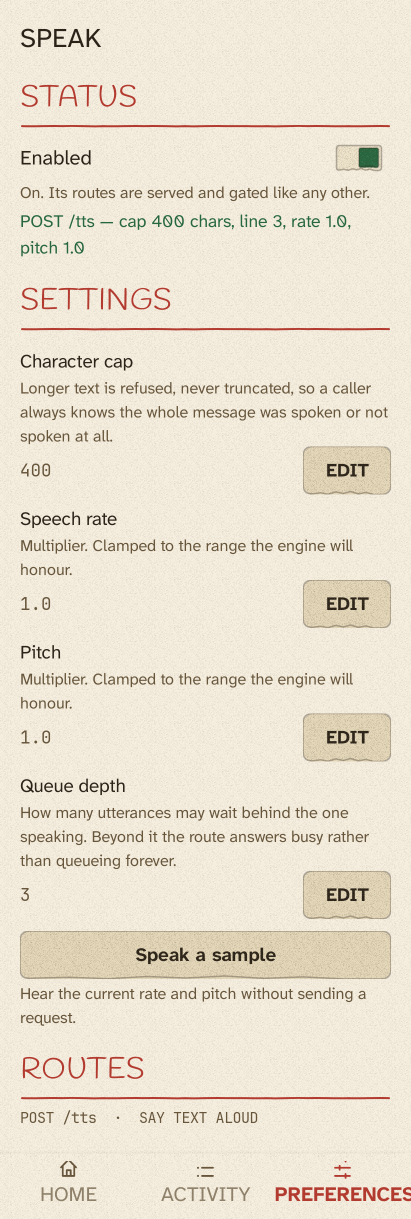 SPEAK
STATUS
Enabled
On. Its routes are served and gated like any other.
POST /tts — cap 400 chars, line 3, rate 1.0,
pitch 1.0
SETTINGS
Character cap
Longer text is refused, never truncated, so a caller
always knows the whole message was spoken or not
spoken at all.
400
EDIT
Speech rate
Multiplier. Clamped to the range the engine will
honour.
1.0
EDIT
Pitch
Multiplier. Clamped to the range the engine will
honour.
1.0
EDIT
Queue depth
How many utterances may wait behind the one
speaking. Beyond it the route answers busy rather
than queueing forever.
3
EDIT
Speak a sample
Hear the current rate and pitch without sending a
request.
ROUTES
POST /tts · SAY TEXT ALOUD
HOME
ACTIVITY
PREFERENCES